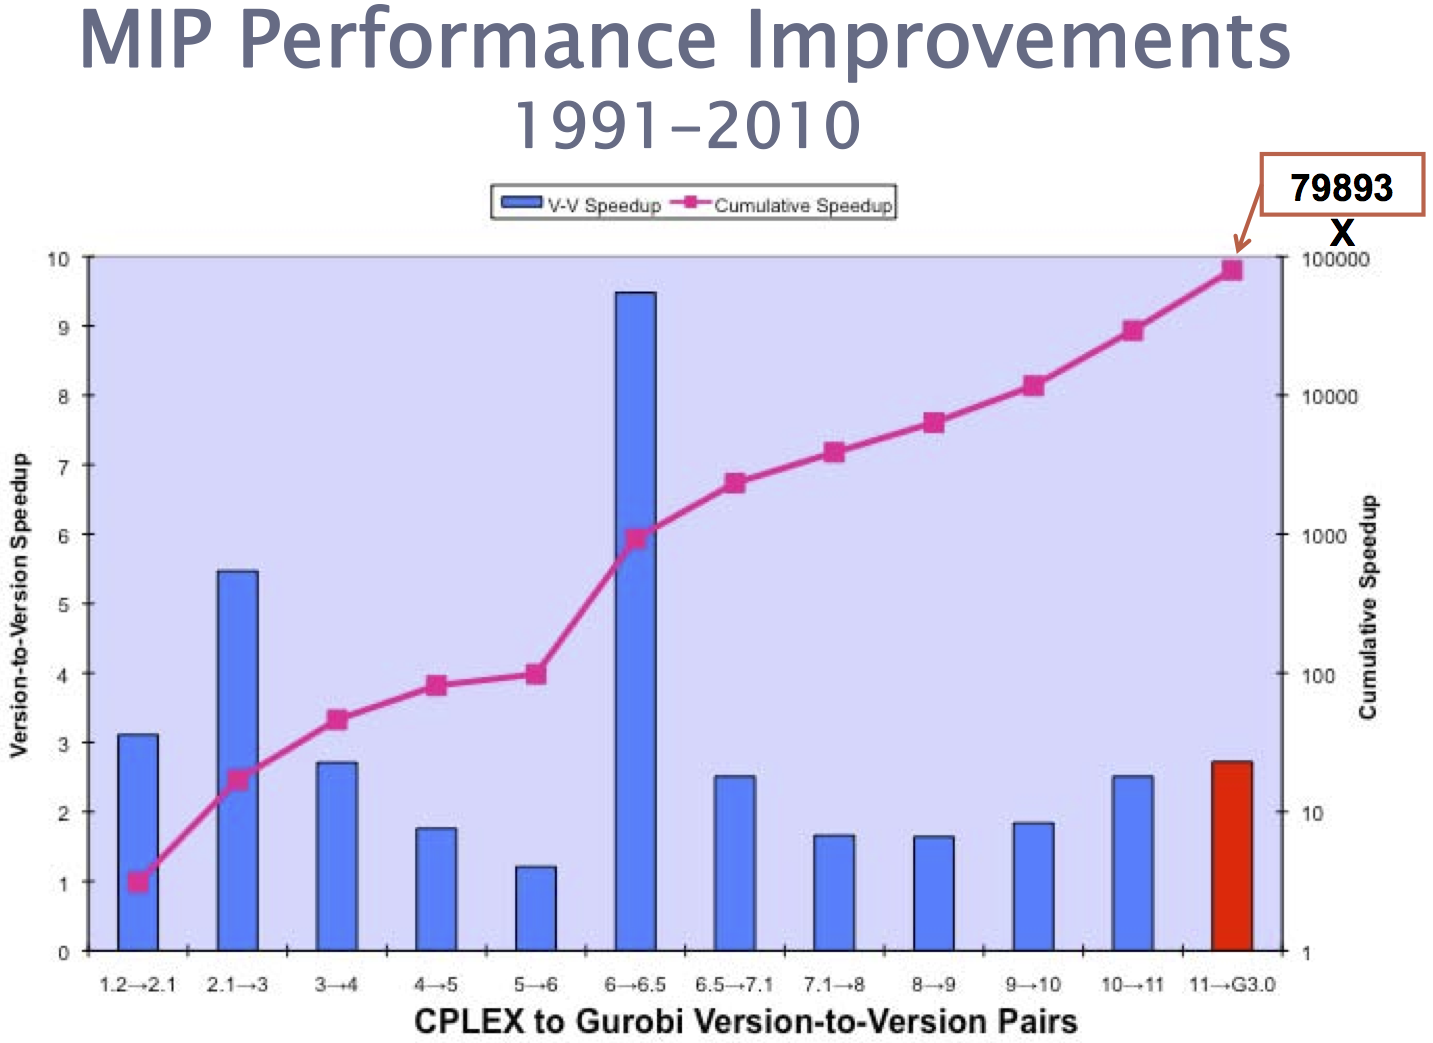 MIP Performance Improvements
1991–2010
79893
X
V-V Speedup Cumulative Speedup
10
9
8
7
6
5
4
3
2
1
0
Version-to-Version Speedup
100000
10000
1000
100
10
1
Cumulative Speedup
1.2→2.1 2.1→3 3→4 4→5 5→6 6→6.5 6.5→7.1 7.1→8 8→9 9→10 10→11 11→G3.0
CPLEX to Gurobi Version-to-Version Pairs